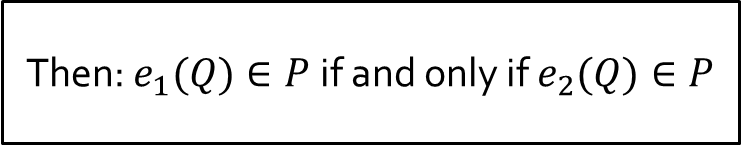 Then: 𝑒₁(𝑄) ∈ 𝑃 if and only if 𝑒₂(𝑄) ∈ 𝑃